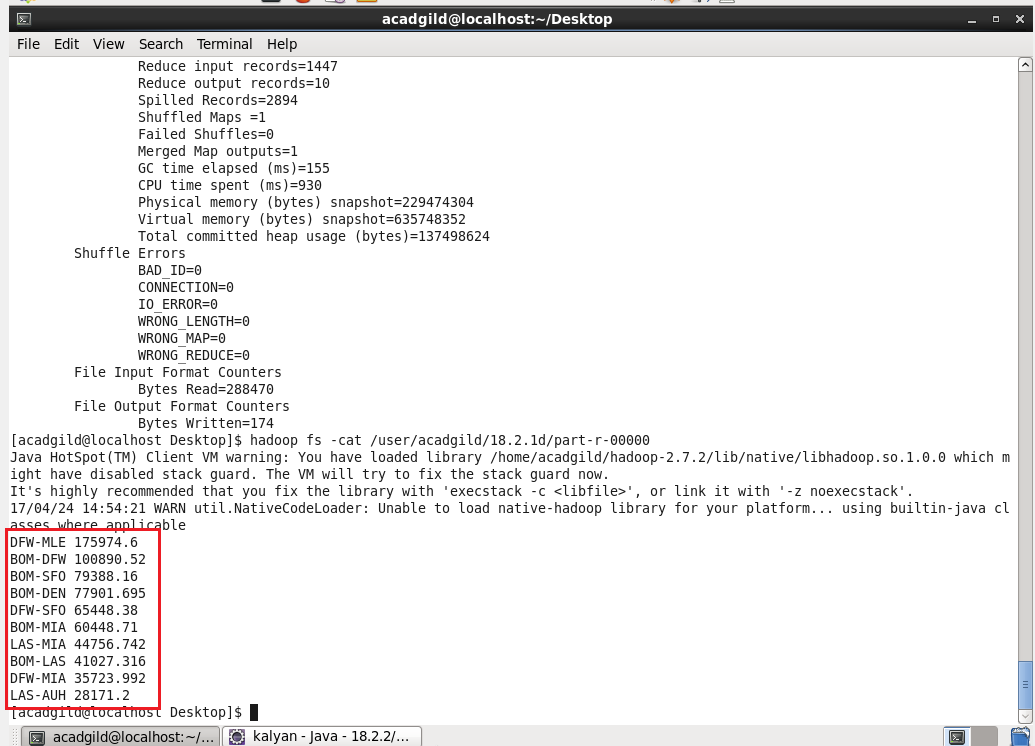 acadgild@localhost:~/Desktop
File Edit View Search Terminal Help
Reduce input records=1447
Reduce output records=10
Spilled Records=2894
Shuffled Maps =1
Failed Shuffles=0
Merged Map outputs=1
GC time elapsed (ms)=155
CPU time spent (ms)=930
Physical memory (bytes) snapshot=229474304
Virtual memory (bytes) snapshot=635748352
Total committed heap usage (bytes)=137498624
Shuffle Errors
BAD_ID=0
CONNECTION=0
IO_ERROR=0
WRONG_LENGTH=0
WRONG_MAP=0
WRONG_REDUCE=0
File Input Format Counters
Bytes Read=288470
File Output Format Counters
Bytes Written=174
[acadgild@localhost Desktop]$ hadoop fs -cat /user/acadgild/18.2.1d/part-r-00000
Java HotSpot(TM) Client VM warning: You have loaded library /home/acadgild/hadoop-2.7.2/lib/native/libhadoop.so.1.0.0 which m
ight have disabled stack guard. The VM will try to fix the stack guard now.
It's highly recommended that you fix the library with 'execstack -c <libfile>', or link it with '-z noexecstack'.
17/04/24 14:54:21 WARN util.NativeCodeLoader: Unable to load native-hadoop library for your platform... using builtin-java cl
asses where applicable
DFW-MLE 175974.6
BOM-DFW 100890.52
BOM-SFO 79388.16
BOM-DEN 77901.695
DFW-SFO 65448.38
BOM-MIA 60448.71
LAS-MIA 44756.742
BOM-LAS 41027.316
DFW-MIA 35723.992
LAS-AUH 28171.2
[acadgild@localhost Desktop]$
acadgild@localhost:~/... kalyan - Java - 18.2.2/...